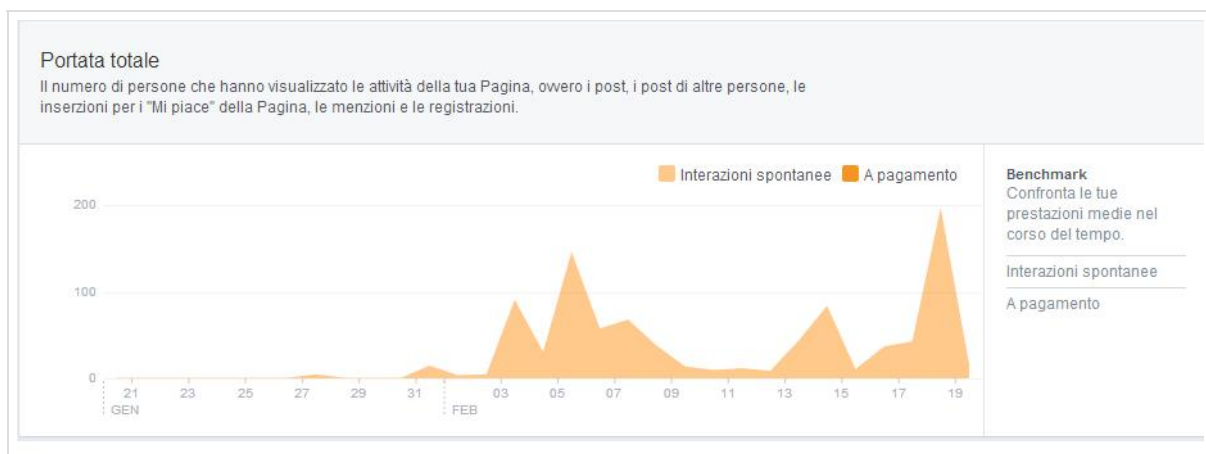 Portata totale
Il numero di persone che hanno visualizzato le attività della tua Pagina, ovvero i post, i post di altre persone, le
inserzioni per i "Mi piace" della Pagina, le menzioni e le registrazioni.
Interazioni spontanee A pagamento
Benchmark
Confronta le tue
prestazioni medie nel
corso del tempo.
Interazioni spontanee
A pagamento
200
100
0
21 23 25 27 29 31 03 05 07 09 11 13 15 17 19
GEN FEB